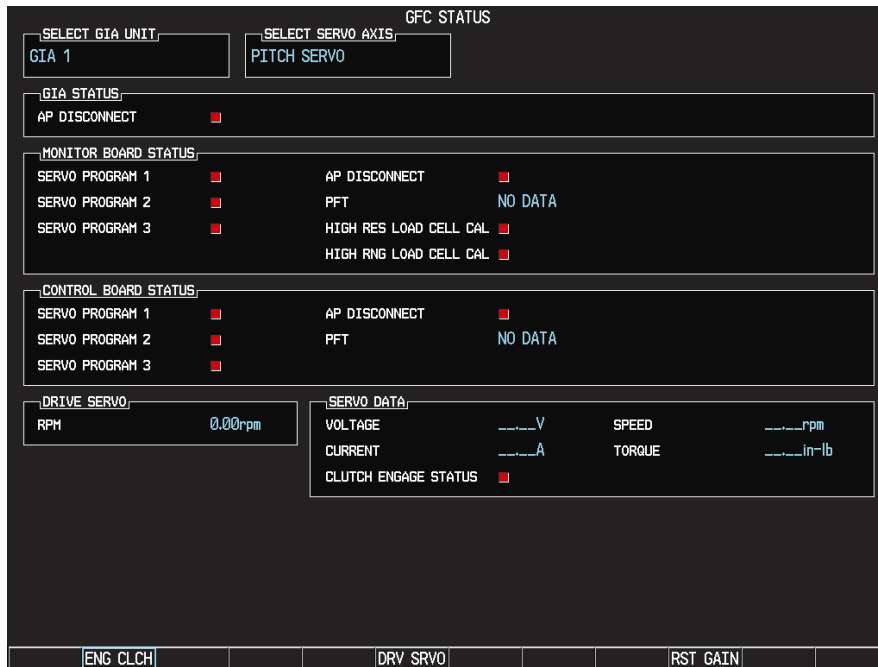 GFC STATUS
SELECT GIA UNIT
GIA 1
SELECT SERVO AXIS
PITCH SERVO
GIA STATUS
AP DISCONNECT
MONITOR BOARD STATUS
SERVO PROGRAM 1
AP DISCONNECT
SERVO PROGRAM 2
PFT NO DATA
SERVO PROGRAM 3
HIGH RES LOAD CELL CAL
HIGH RNG LOAD CELL CAL
CONTROL BOARD STATUS
SERVO PROGRAM 1
AP DISCONNECT
SERVO PROGRAM 2
PFT NO DATA
SERVO PROGRAM 3
DRIVE SERVO
RPM 0.00rpm
SERVO DATA
VOLTAGE __.__V
SPEED __.__rpm
CURRENT __.__A
TORQUE __.__in-lb
CLUTCH ENGAGE STATUS
ENG CLCH
DRV SRVO
RST GAIN